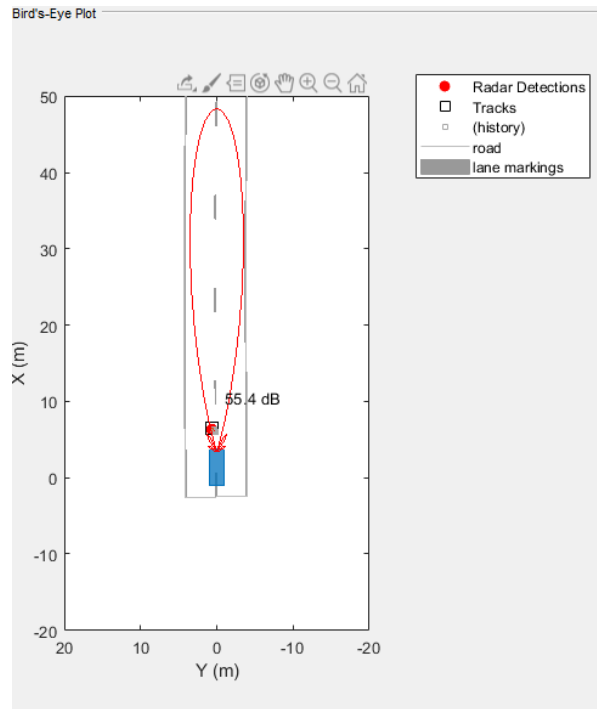 Bird's-Eye Plot
Radar Detections
Tracks
(history)
road
lane markings
50
40
30
20
10
0
-10
-20
X (m)
55.4 dB
20
10
0
-10
-20
Y (m)